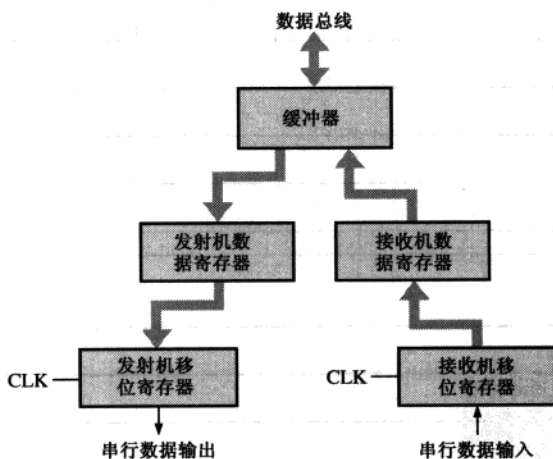 数据总线
缓冲器
发射机数
据寄存器
接收机数
据寄存器
CLK
发射机移
位寄存器
CLK
接收机移
位寄存器
串行数据输出
串行数据输入